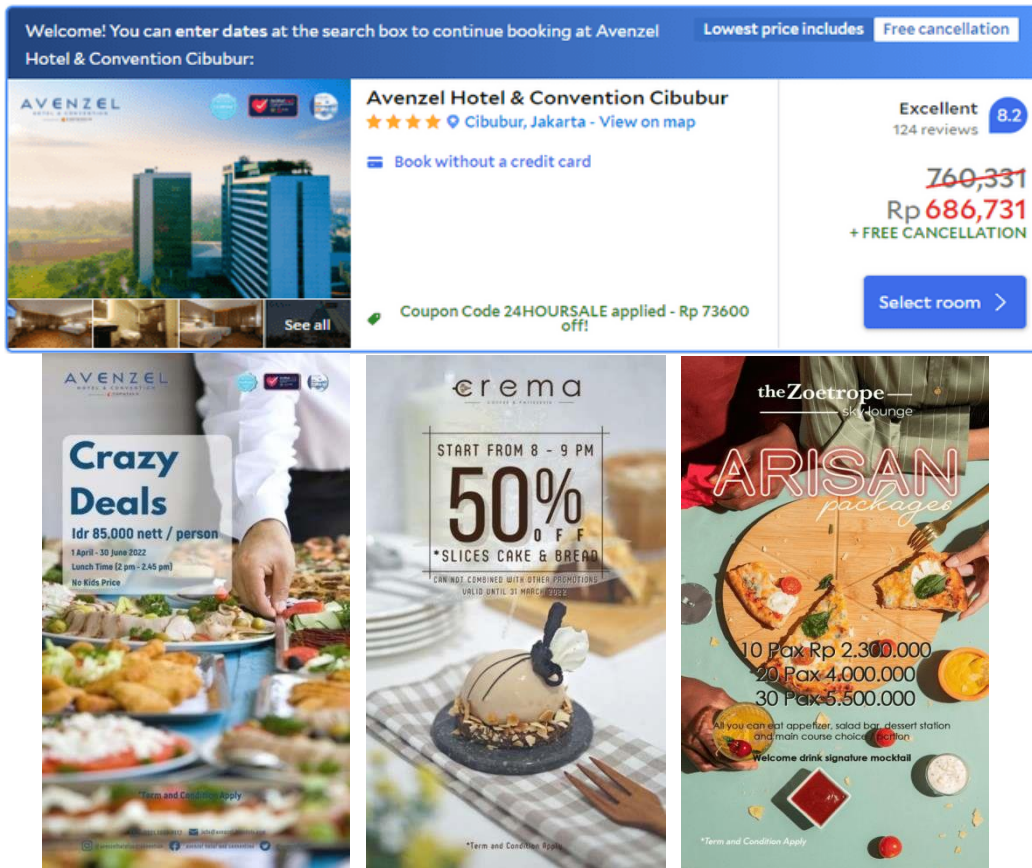 Welcome! You can enter dates at the search box to continue booking at Avenzel
Hotel & Convention Cibubur:
Lowest price includes Free cancellation
AVENZEL
HOTEL & CONVENTION
Avenzel Hotel & Convention Cibubur
Cibubur, Jakarta - View on map
Book without a credit card
Coupon Code 24HOURSALE applied - Rp 73600
off!
See all
Excellent
124 reviews
8.2
760,331
Rp 686,731
+ FREE CANCELLATION
Select room
AVENZEL
HOTEL & CONVENTION
Crazy
Deals
Idr 85.000 nett / person
1 April - 30 June 2022
Lunch Time (2 pm - 2.45 pm)
No Kids Price
*Term and Condition Apply
crema
COFFEE & PATISSERIE
START FROM 8 - 9 PM
50%
OFF
*SLICES CAKE & BREAD
CAN NOT COMBINED WITH OTHER PROMOTIONS
VALID UNTIL 31 MARCH 2022
*Term and Condition Apply
the Zoetrope
sky lounge
ARISAN
packages
10 Pax Rp 2.300.000
20 Pax 4.000.000
30 Pax 5.500.000
All you can eat appetizer, salad bar, dessert station
and main course choice / portion
Welcome drink signature mocktail
*Term and Condition Apply